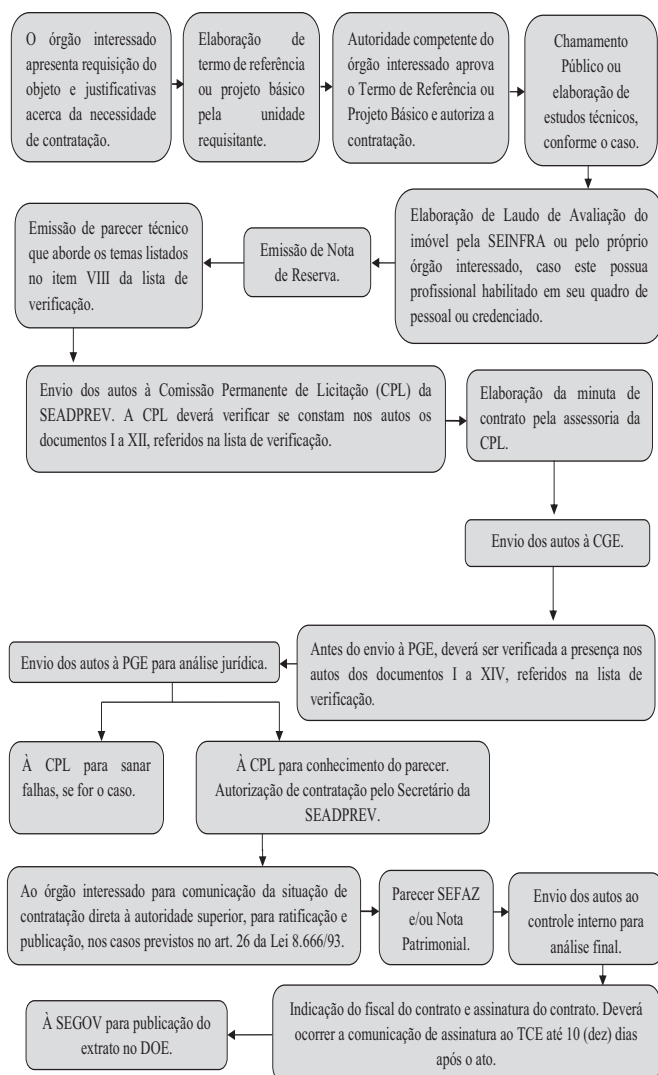 O órgão interessado
apresenta requisição do
objeto e justificativas
acerca da necessidade
de contratação.
Elaboração de
termo de referência
ou projeto básico
pela unidade
requisitante.
Autoridade competente do
órgão interessado aprova
o Termo de Referência ou
Projeto Básico e autoriza a
contratação.
Chamamento
Público ou
elaboração de
estudos técnicos,
conforme o caso.
Elaboração de Laudo de Avaliação do
imóvel pela SEINFRA ou pelo próprio
órgão interessado, caso este possua
profissional habilitado em seu quadro de
pessoal ou credenciado.
Emissão de Nota
de Reserva.
Emissão de parecer técnico
que aborde os temas listados
no item VIII da lista de
verificação.
Envio dos autos à Comissão Permanente de Licitação (CPL) da
SEADPREV. A CPL deverá verificar se constam nos autos os
documentos I a XII, referidos na lista de verificação.
Elaboração da minuta de
contrato pela assessoria da
CPL.
Envio dos autos à CGE.
Antes do envio à PGE, deverá ser verificada a presença nos
autos dos documentos I a XIV, referidos na lista de
verificação.
Envio dos autos à PGE para análise jurídica.
À CPL para sanar
falhas, se for o caso.
À CPL para conhecimento do parecer.
Autorização de contratação pelo Secretário da
SEADPREV.
Ao órgão interessado para comunicação da situação de
contratação direta à autoridade superior, para ratificação e
publicação, nos casos previstos no art. 26 da Lei 8.666/93.
Parecer SEFAZ
e/ou Nota
Patrimonial.
Envio dos autos ao
controle interno para
análise final.
Indicação do fiscal do contrato e assinatura do contrato. Deverá
ocorrer a comunicação de assinatura ao TCE até 10 (dez) dias
após o ato.
À SEGOV para publicação do
extrato no DOE.